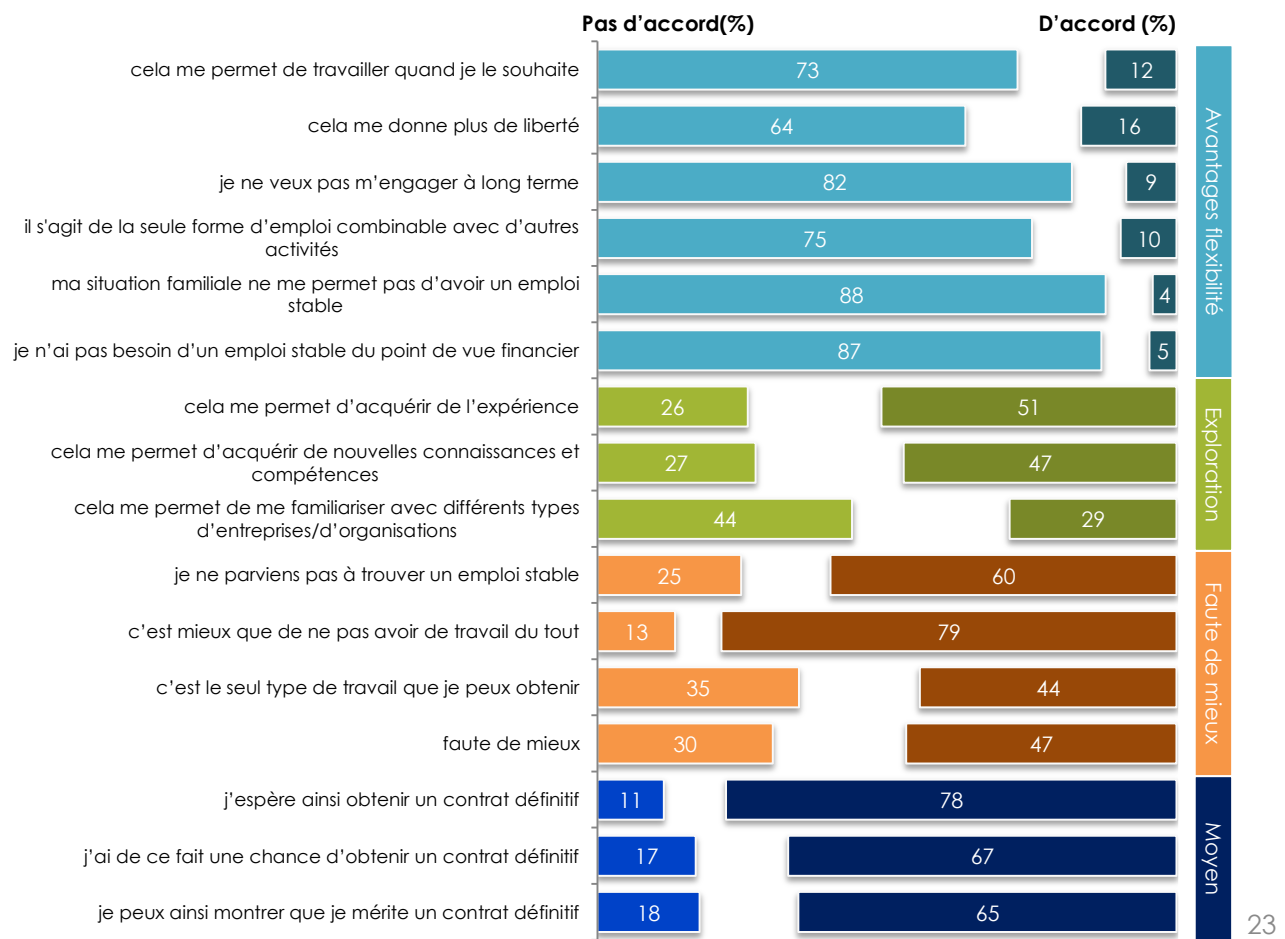 Pas d’accord(%) D’accord (%)
cela me permet de travailler quand je le souhaite 73 12
cela me donne plus de liberté 64 16
je ne veux pas m’engager à long terme 82 9
il s'agit de la seule forme d’emploi combinable avec d’autres
activités 75 10
ma situation familiale ne me permet pas d’avoir un emploi
stable 88 4
je n’ai pas besoin d’un emploi stable du point de vue financier 87 5
Avantages flexibilité
cela me permet d’acquérir de l’expérience 26 51
cela me permet d’acquérir de nouvelles connaissances et
compétences 27 47
cela me permet de me familiariser avec différents types
d’entreprises/d’organisations 44 29
Exploration
je ne parviens pas à trouver un emploi stable 25 60
c’est mieux que de ne pas avoir de travail du tout 13 79
c’est le seul type de travail que je peux obtenir 35 44
faute de mieux 30 47
Faute de mieux
j’espère ainsi obtenir un contrat définitif 11 78
j’ai de ce fait une chance d’obtenir un contrat définitif 17 67
je peux ainsi montrer que je mérite un contrat définitif 18 65
Moyen
23